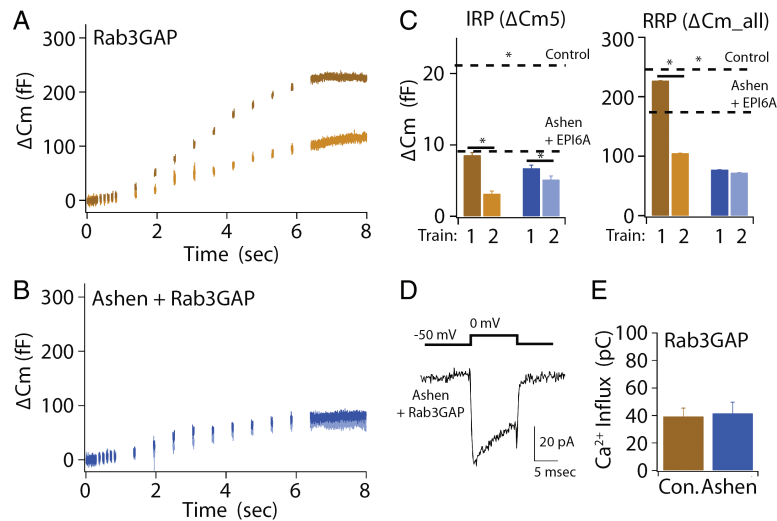 A
Rab3GAP
ΔCm (fF)
300
200
100
0
0 2 4 6 8
Time (sec)
B
Ashen + Rab3GAP
ΔCm (fF)
300
200
100
0
0 2 4 6 8
Time (sec)
C
IRP (ΔCm5)
ΔCm (fF)
20
10
0
*
Control
Ashen
+ EPI6A
*
*
Train: 1 2 1 2
RRP (ΔCm_all)
300
200
100
0
*
*
Control
Ashen
+ EPI6A
Train: 1 2 1 2
D
0 mV
-50 mV
Ashen
+ Rab3GAP
20 pA
5 msec
E
Rab3GAP
Ca2+ Influx (pC)
100
80
60
40
20
0
Con. Ashen